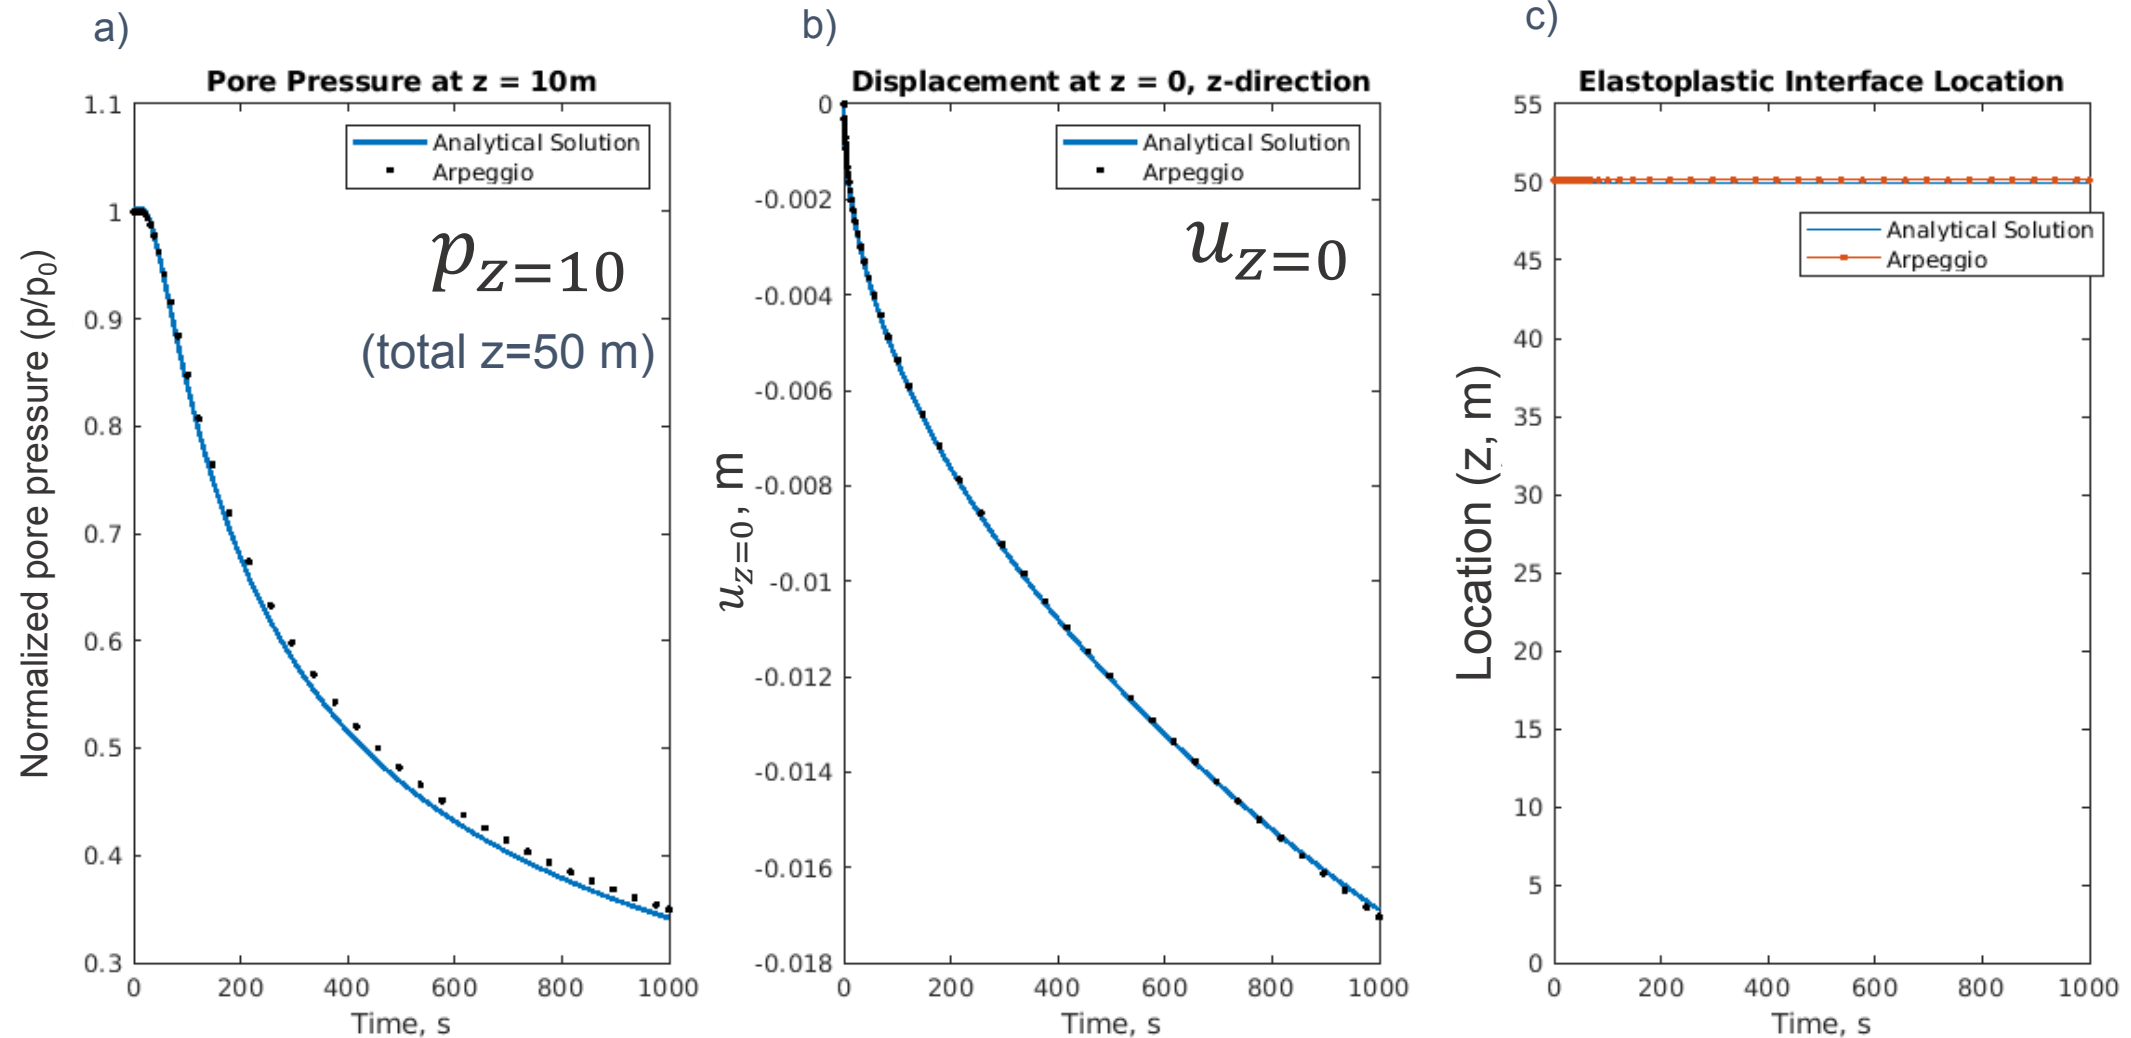 a)
Pore Pressure at z = 10m
Normalized pore pressure (p/p₀)
1.1
1
0.9
0.8
0.7
0.6
0.5
0.4
0.3
Analytical Solution
Arpeggio
p_{z=10}
(total z=50 m)
0 200 400 600 800 1000
Time, s
b)
Displacement at z = 0, z-direction
u_{z=0}, m
0
-0.002
-0.004
-0.006
-0.008
-0.01
-0.012
-0.014
-0.016
-0.018
Analytical Solution
Arpeggio
u_{z=0}
0 200 400 600 800 1000
Time, s
c)
Elastoplastic Interface Location
Location (z, m)
55
50
45
40
35
30
25
20
15
10
5
0
Analytical Solution
Arpeggio
0 200 400 600 800 1000
Time, s